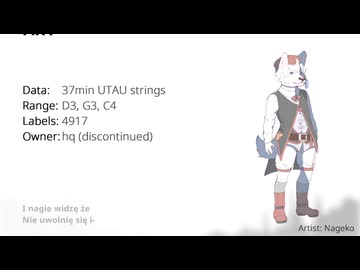 Data: 37min UTAU strings
Range: D3, G3, C4
Labels: 4917
Owner: hq (discontinued)
I nagle widzę że
Nie uwolnię się i-
Artist: Nageko